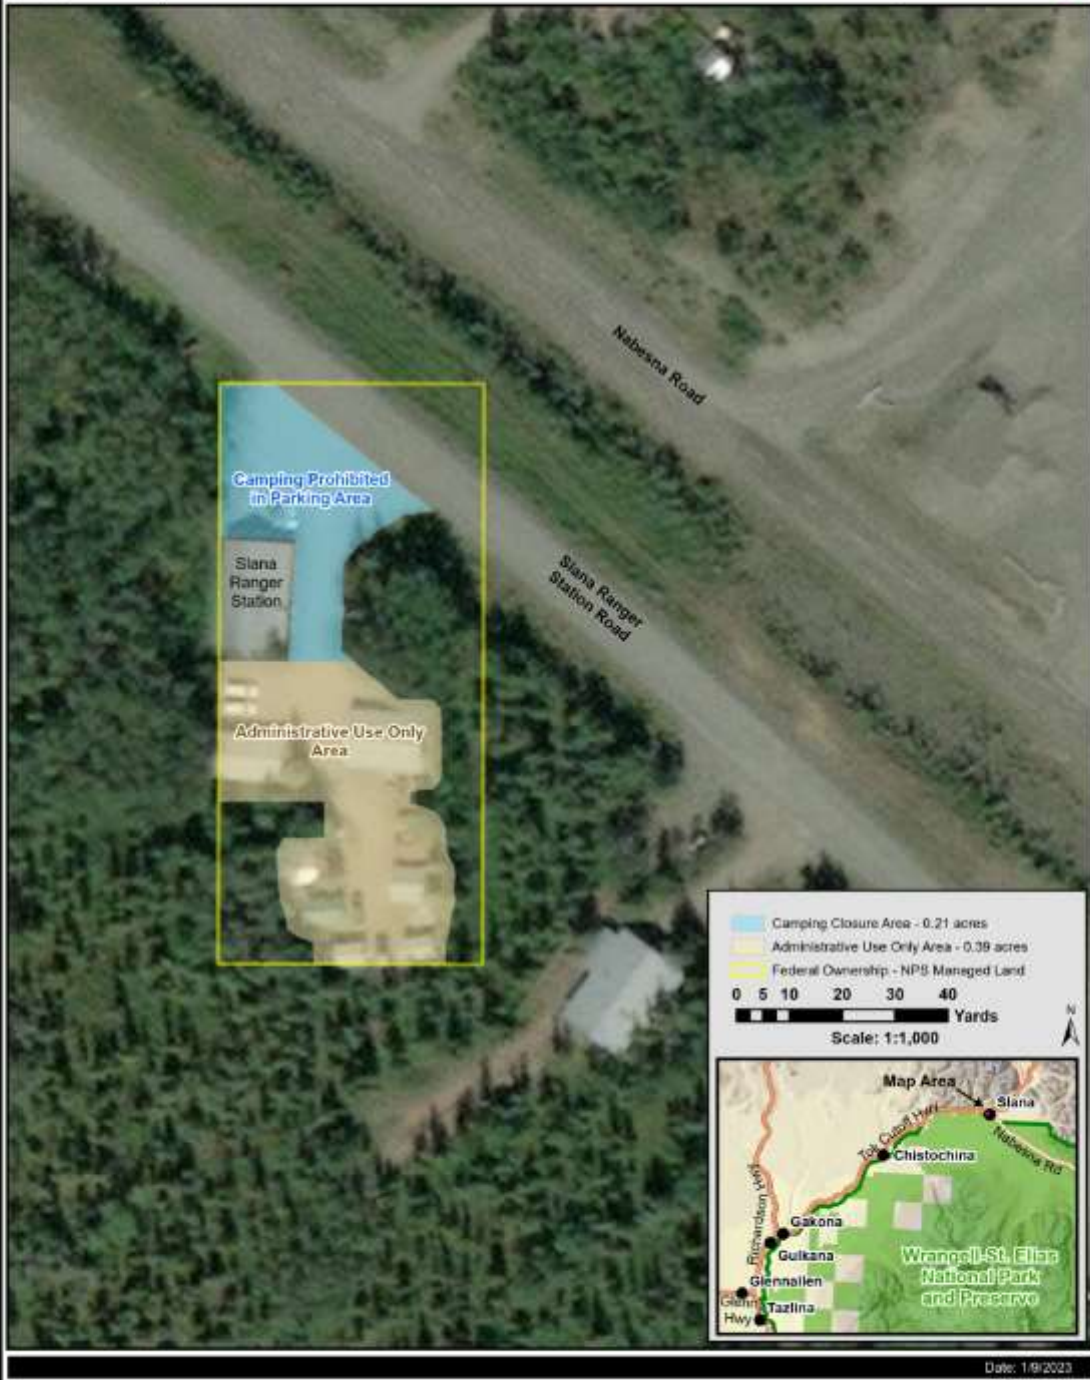 Nabesna Road
Camping Prohibited
in Parking Area
Slana
Ranger
Station
Slana Ranger
Station Road
Administrative Use Only
Area
Camping Closure Area - 0.21 acres
Administrative Use Only Area - 0.39 acres
Federal Ownership - NPS Managed Land
0 5 10 20 30 40
Yards
Scale: 1:1,000
N
Map Area
Slana
Tok Cutoff Hwy
Nabesna Rd
Chistochina
Richardson Hwy
Gakona
Gulkana
Wrangell-St. Elias
National Park
and Preserve
Glennallen
Glenn
Hwy
Tazlina
Date: 1/9/2023